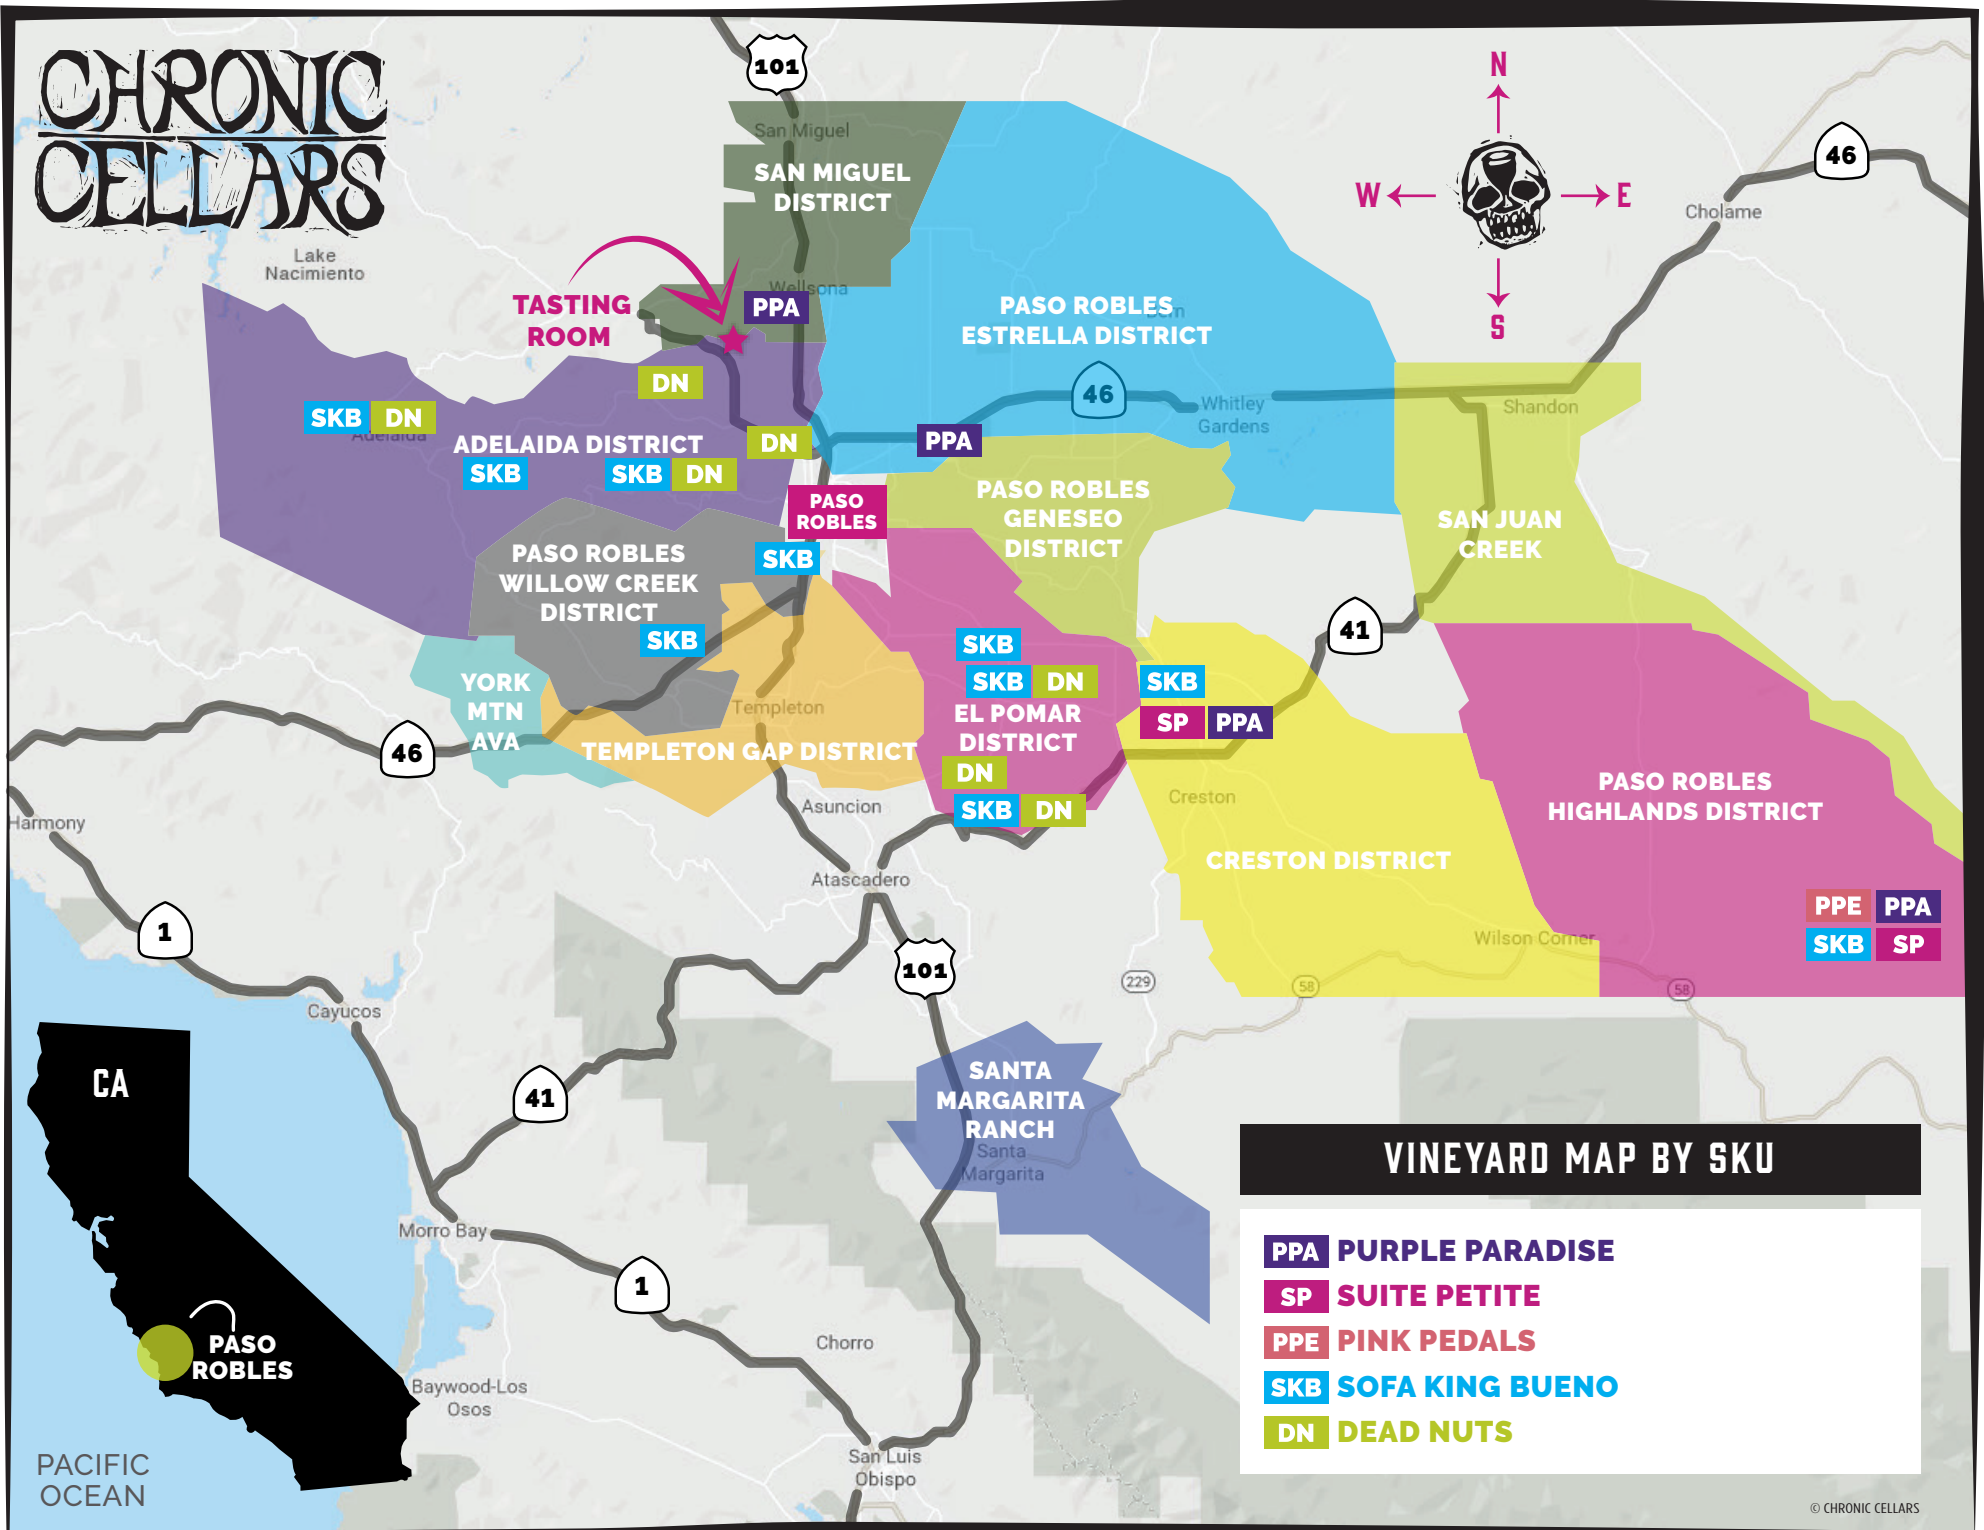 CHRONIC
CELLARS
101
San Miguel
SAN MIGUEL
DISTRICT
N
W
E
S
46
Cholame
Lake
Nacimiento
TASTING
ROOM
Wellsona
PPA
PASO ROBLES
ESTRELLA DISTRICT
46
Whitley
Gardens
Shandon
DN
SKB DN
Adelaida
ADELAIDA DISTRICT
SKB
SKB DN
DN
PPA
PASO
ROBLES
PASO ROBLES
GENESEO
DISTRICT
SAN JUAN
CREEK
PASO ROBLES
WILLOW CREEK
DISTRICT
SKB
SKB
41
YORK
MTN
AVA
46
Templeton
TEMPLETON GAP DISTRICT
SKB
SKB DN
EL POMAR
DISTRICT
DN
SKB DN
SKB
SP PPA
Creston
CRESTON DISTRICT
PASO ROBLES
HIGHLANDS DISTRICT
PPE PPA
SKB SP
Wilson Corner
58
58
229
Asuncion
Atascadero
Harmony
1
Cayucos
101
41
SANTA
MARGARITA
RANCH
Santa
Margarita
Morro Bay
1
Chorro
Baywood-Los
Osos
San Luis
Obispo
CA
PASO
ROBLES
PACIFIC
OCEAN
VINEYARD MAP BY SKU
PPA PURPLE PARADISE
SP SUITE PETITE
PPE PINK PEDALS
SKB SOFA KING BUENO
DN DEAD NUTS
© CHRONIC CELLARS